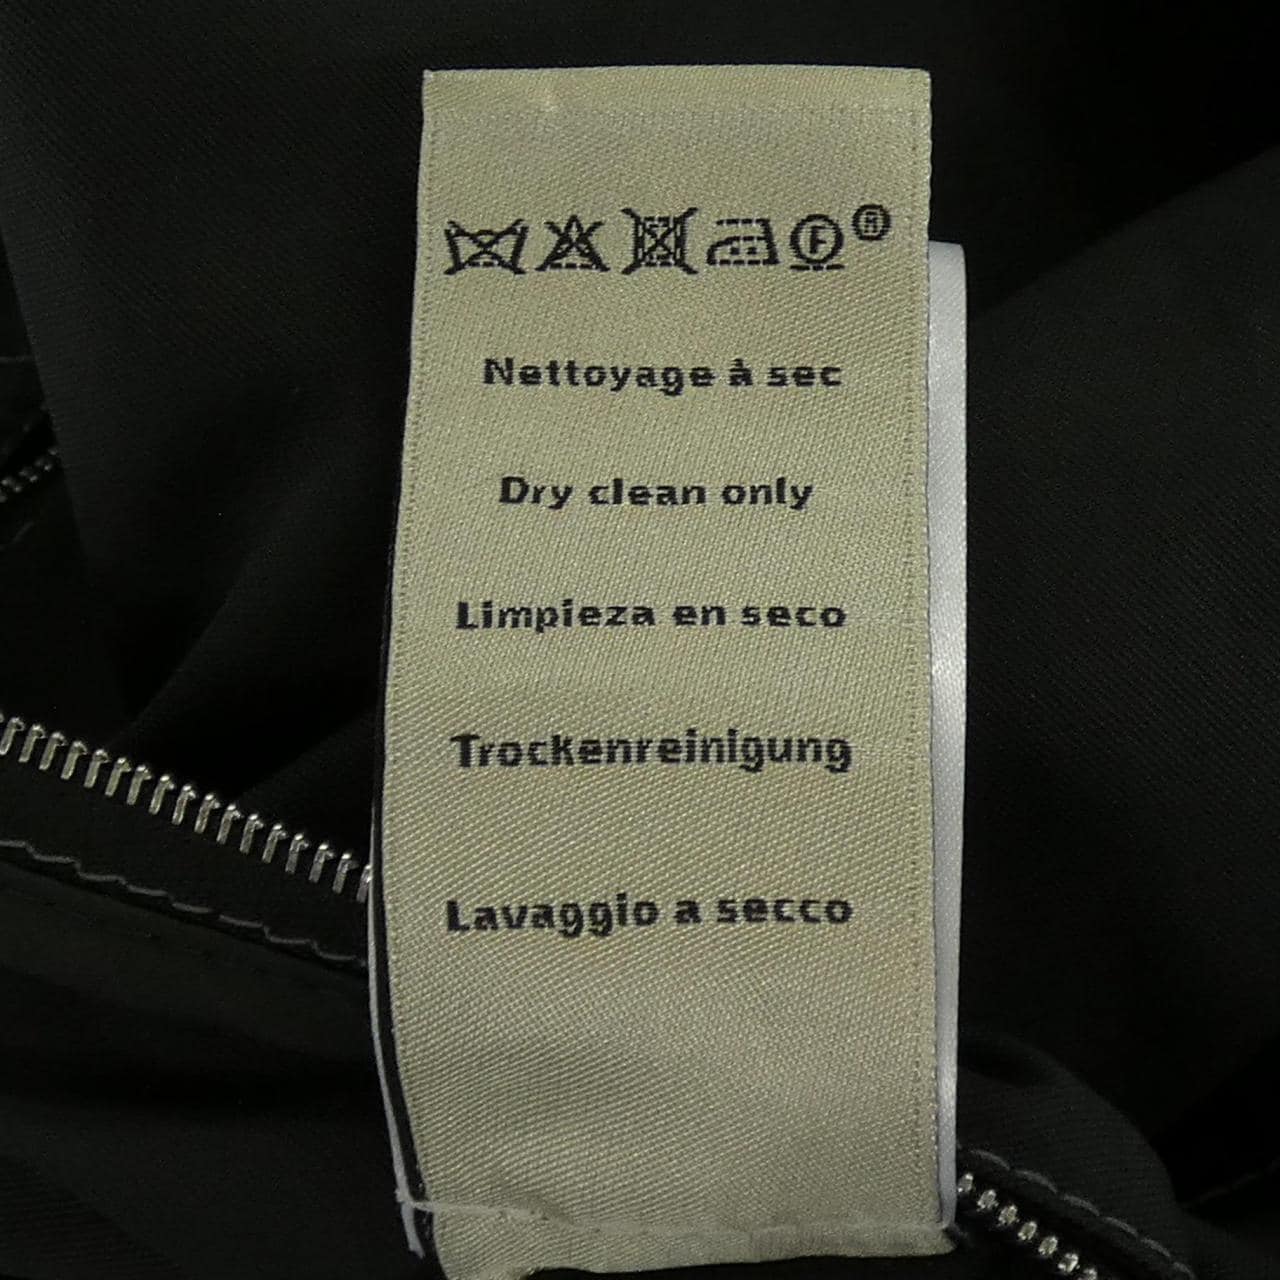 F ®
Nettoyage à sec
Dry clean only
Limpieza en seco
Trockenreinigung
Lavaggio a secco